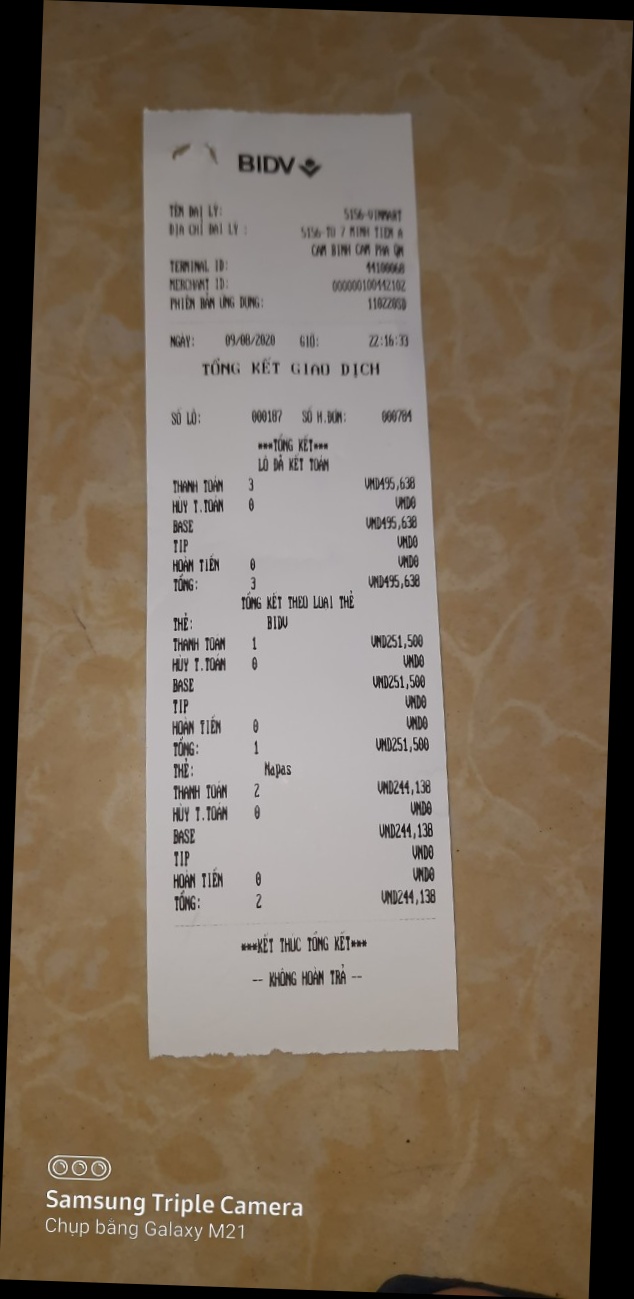 BIDV
TÊN ĐẠI LÝ: 5156-VINMART
ĐỊA CHỈ ĐẠI LÝ : 5156-TO 7 MINH TIEN A
CAM BINH CAM PHA QN
TERMINAL ID: 44100060
MERCHANT ID: 000000100442102
PHIÊN BẢN ỨNG DỤNG: 110220SD
NGÀY: 09/08/2020 GIỜ: 22:16:33
TỔNG KẾT GIAO DỊCH
SỐ LÔ: 000187 SỐ H.ĐƠN: 000784
***TỔNG KẾT***
LÔ ĐÃ KẾT TOÁN
THANH TOÁN 3 VND495,638
HỦY T.TOÁN 0 VND0
BASE VND495,638
TIP VND0
HOÀN TIỀN 0 VND0
TỔNG: 3 VND495,638
TỔNG KẾT THEO LOẠI THẺ
THẺ: BIDV
THANH TOÁN 1 VND251,500
HỦY T.TOÁN 0 VND0
BASE VND251,500
TIP VND0
HOÀN TIỀN 0 VND0
TỔNG: 1 VND251,500
THẺ: Napas
THANH TOÁN 2 VND244,138
HỦY T.TOÁN 0 VND0
BASE VND244,138
TIP VND0
HOÀN TIỀN 0 VND0
TỔNG: 2 VND244,138
***KẾT THÚC TỔNG KẾT***
-- KHÔNG HOÀN TRẢ --
Samsung Triple Camera
Chụp bằng Galaxy M21